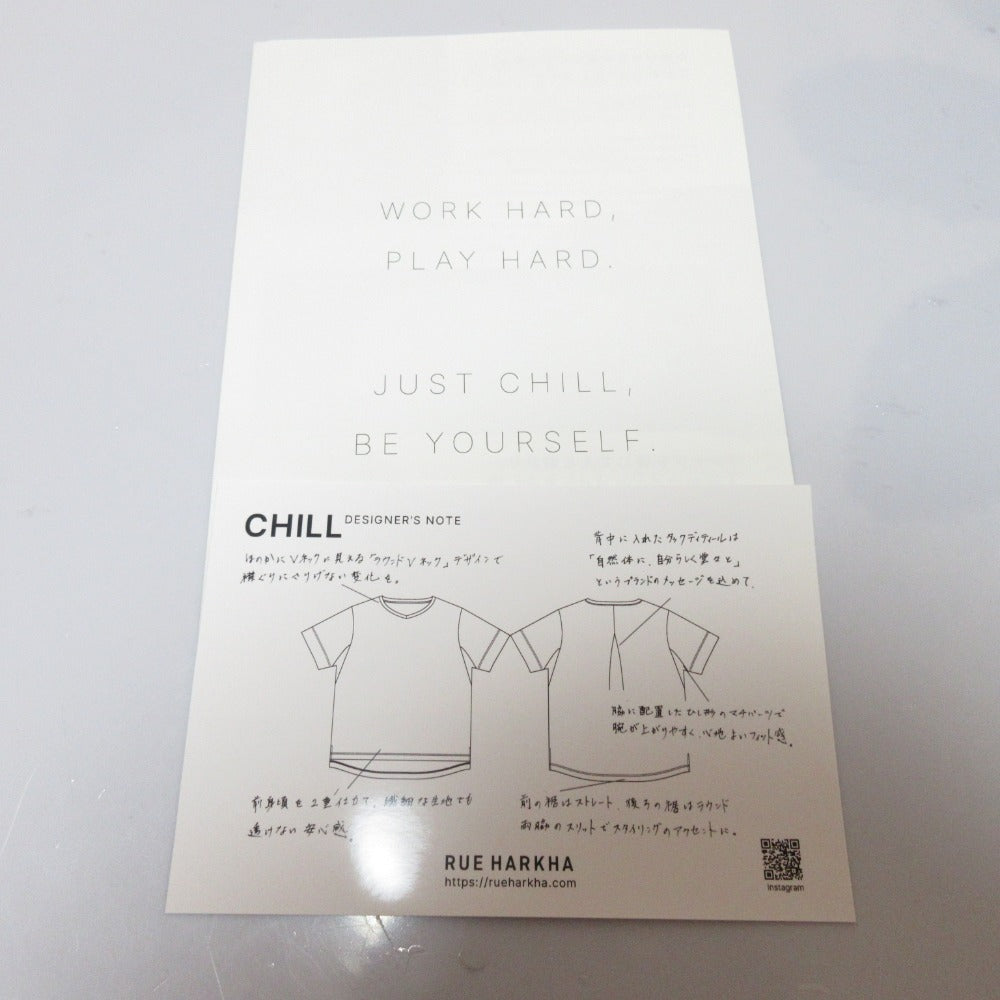 WORK HARD,
PLAY HARD.
JUST CHILL,
BE YOURSELF.
CHILL DESIGNER'S NOTE
ほのかにVネックに見える「ラウンドVネック」デザインで
横ぐりにさりげない変化を。
背中に入れたタックディティールは
「自然体に、自分らしく堂々と」
というブランドのメッセージを込めて。
脇に配置したひし形のマチパーツで
腕が上がりやすく、心地よいフィット感。
前身頃を2重仕立て、繊細な生地でも
透けない安心感。
前の裾はストレート、後ろの裾はラウンド
両脇のスリットでスタイリングのアクセントに。
RUE HARKHA
https://rueharkha.com
Instagram